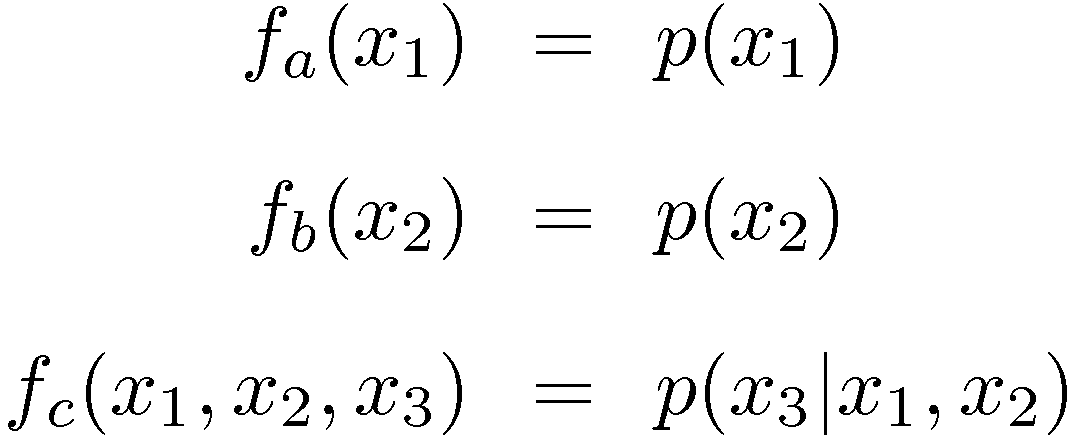 f_a(x_1) = p(x_1)
f_b(x_2) = p(x_2)
f_c(x_1, x_2, x_3) = p(x_3|x_1, x_2)